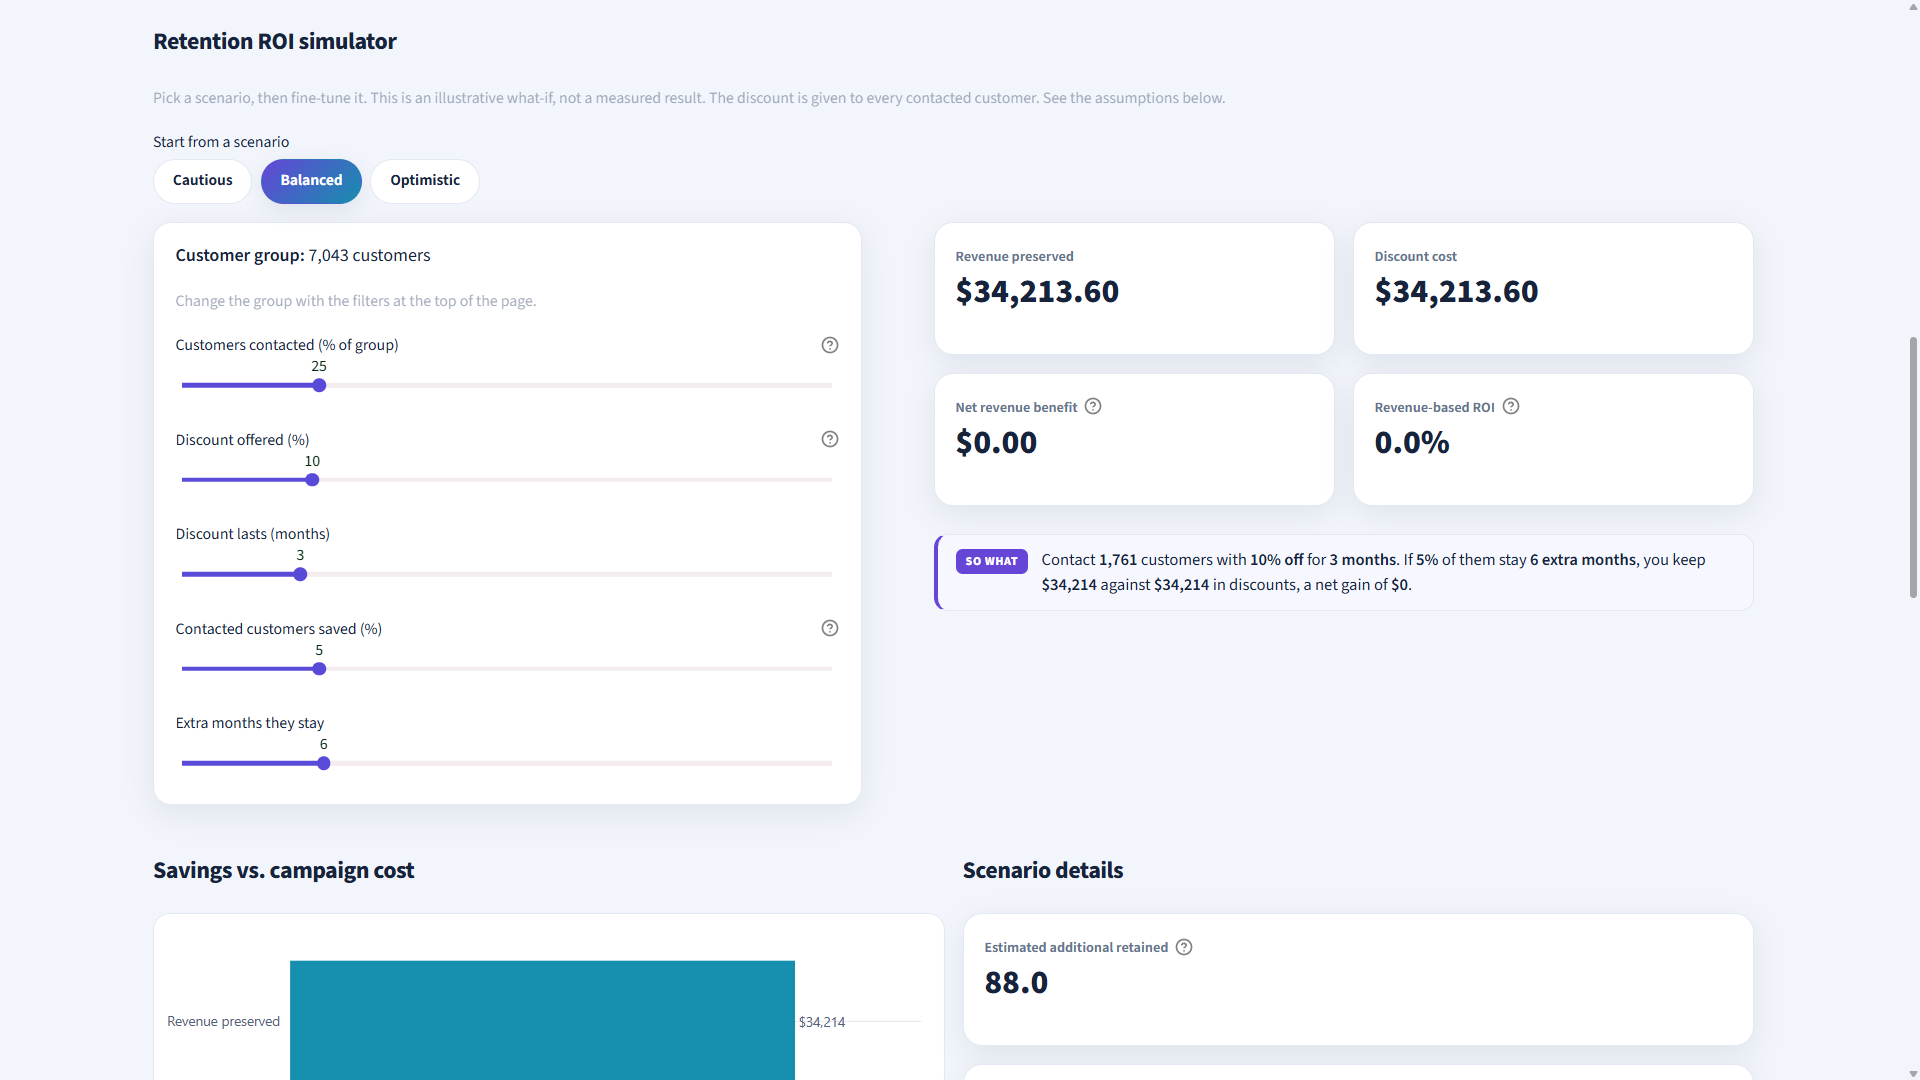 Retention ROI simulator
Pick a scenario, then fine-tune it. This is an illustrative what-if, not a measured result. The discount is given to every contacted customer. See the assumptions below.
Start from a scenario
Cautious
Balanced
Optimistic
Customer group: 7,043 customers
Change the group with the filters at the top of the page.
Customers contacted (% of group)
25
Discount offered (%)
10
Discount lasts (months)
3
Contacted customers saved (%)
5
Extra months they stay
6
Revenue preserved
$34,213.60
Discount cost
$34,213.60
Net revenue benefit
$0.00
Revenue-based ROI
0.0%
SO WHAT
Contact 1,761 customers with 10% off for 3 months. If 5% of them stay 6 extra months, you keep
$34,214 against $34,214 in discounts, a net gain of $0.
Savings vs. campaign cost
Revenue preserved
$34,214
Scenario details
Estimated additional retained
88.0